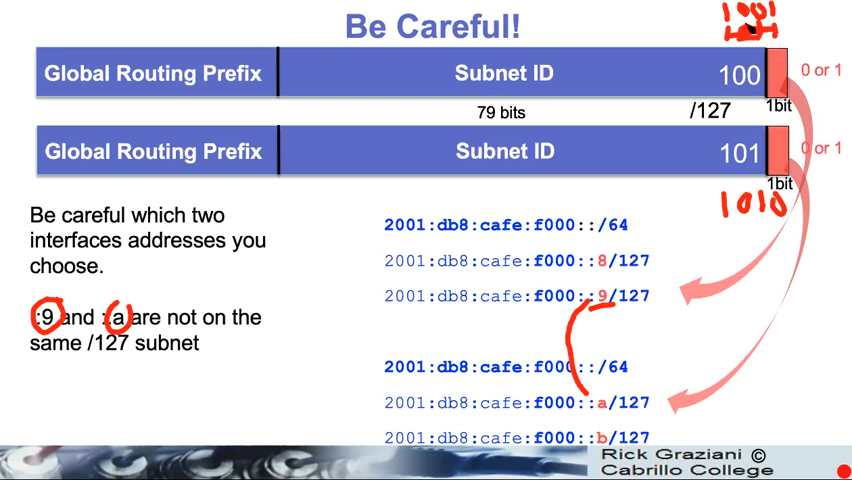 Be Careful!
1001
Global Routing Prefix Subnet ID 100 0 or 1
1bit
79 bits /127
Global Routing Prefix Subnet ID 101 0 or 1
1bit
1010
Be careful which two
interfaces addresses you
choose.
::9 and ::a are not on the
same /127 subnet
2001:db8:cafe:f000::/64
2001:db8:cafe:f000::8/127
2001:db8:cafe:f000::9/127
2001:db8:cafe:f000::/64
2001:db8:cafe:f000::a/127
2001:db8:cafe:f000::b/127
Rick Graziani ©
Cabrillo College